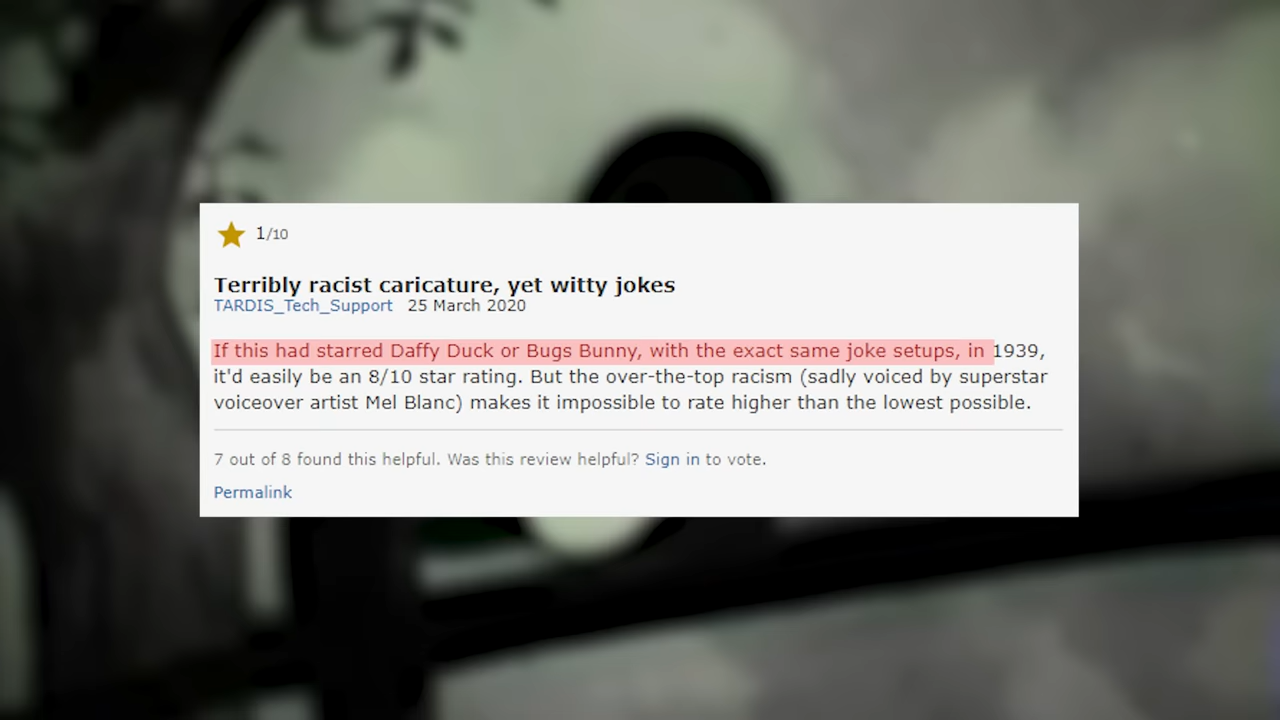 1/10
Terribly racist caricature, yet witty jokes
TARDIS_Tech_Support 25 March 2020
If this had starred Daffy Duck or Bugs Bunny, with the exact same joke setups, in 1939,
it'd easily be an 8/10 star rating. But the over-the-top racism (sadly voiced by superstar
voiceover artist Mel Blanc) makes it impossible to rate higher than the lowest possible.
7 out of 8 found this helpful. Was this review helpful? Sign in to vote.
Permalink